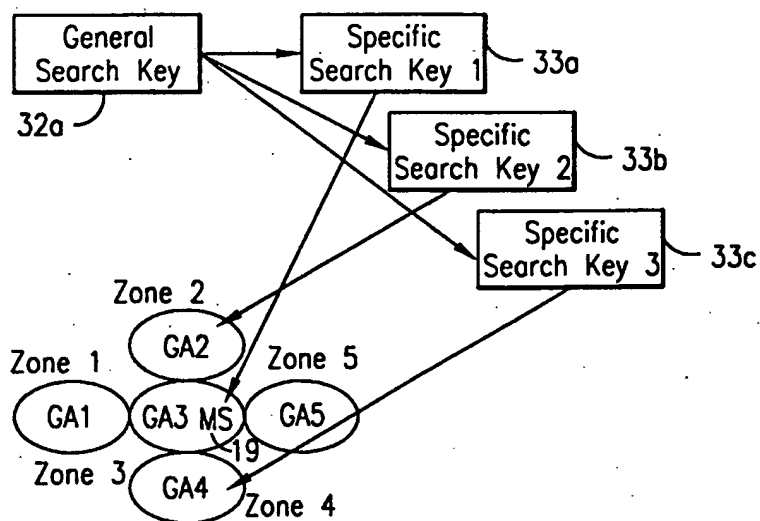 General
Search Key
32a
Specific
Search Key 1
33a
Specific
Search Key 2
33b
Specific
Search Key 3
33c
Zone 2
GA2
Zone 1
Zone 5
GA1
GA3 MS
GA5
19
Zone 3
GA4
Zone 4